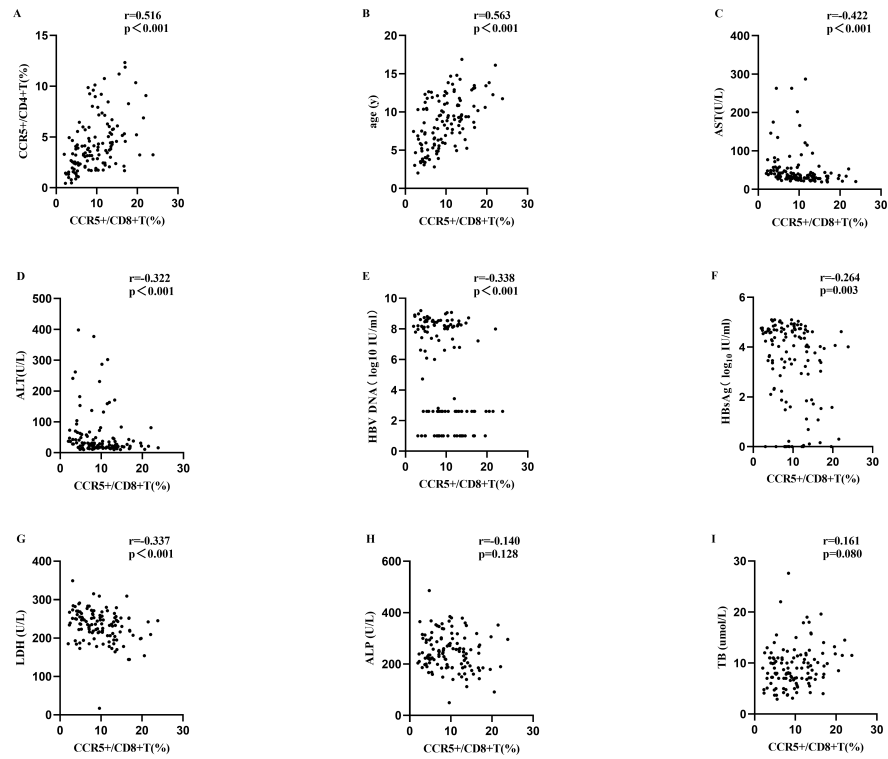 A
r=0.516
p＜0.001
CCR5+/CD4+T(%)
15
10
5
0
0 10 20 30
CCR5+/CD8+T(%)
B
r=0.563
p＜0.001
age (y)
20
15
10
5
0
0 10 20 30
CCR5+/CD8+T(%)
C
r=-0.422
p＜0.001
AST(U/L)
400
300
200
100
0
0 10 20 30
CCR5+/CD8+T(%)
D
r=-0.322
p＜0.001
ALT(U/L)
500
400
300
200
100
0
0 10 20 30
CCR5+/CD8+T(%)
E
r=-0.338
p＜0.001
HBV DNA（log10 IU/ml）
10
8
6
4
2
0
0 10 20 30
CCR5+/CD8+T(%)
F
r=-0.264
p=0.003
HBsAg（log₁₀ IU/ml)
6
4
2
0
0 10 20 30
CCR5+/CD8+T(%)
G
r=-0.337
p＜0.001
LDH (U/L)
400
300
200
100
0
0 10 20 30
CCR5+/CD8+T(%)
H
r=-0.140
p=0.128
ALP (U/L)
600
400
200
0
0 10 20 30
CCR5+/CD8+T(%)
I
r=0.161
p=0.080
TB (umol/L)
30
20
10
0
0 10 20 30
CCR5+/CD8+T(%)